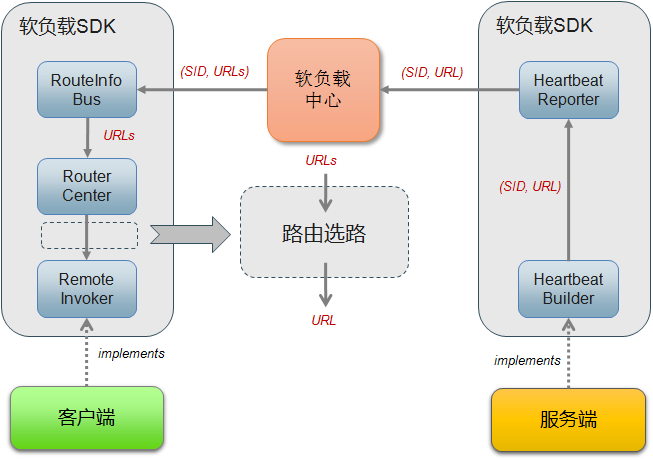 软负载SDK
RouteInfo
Bus
URLs
Router
Center
Remote
Invoker
implements
客户端
(SID, URLs)
软负载
中心
(SID, URL)
URLs
路由选路
URL
软负载SDK
Heartbeat
Reporter
(SID, URL)
Heartbeat
Builder
implements
服务端